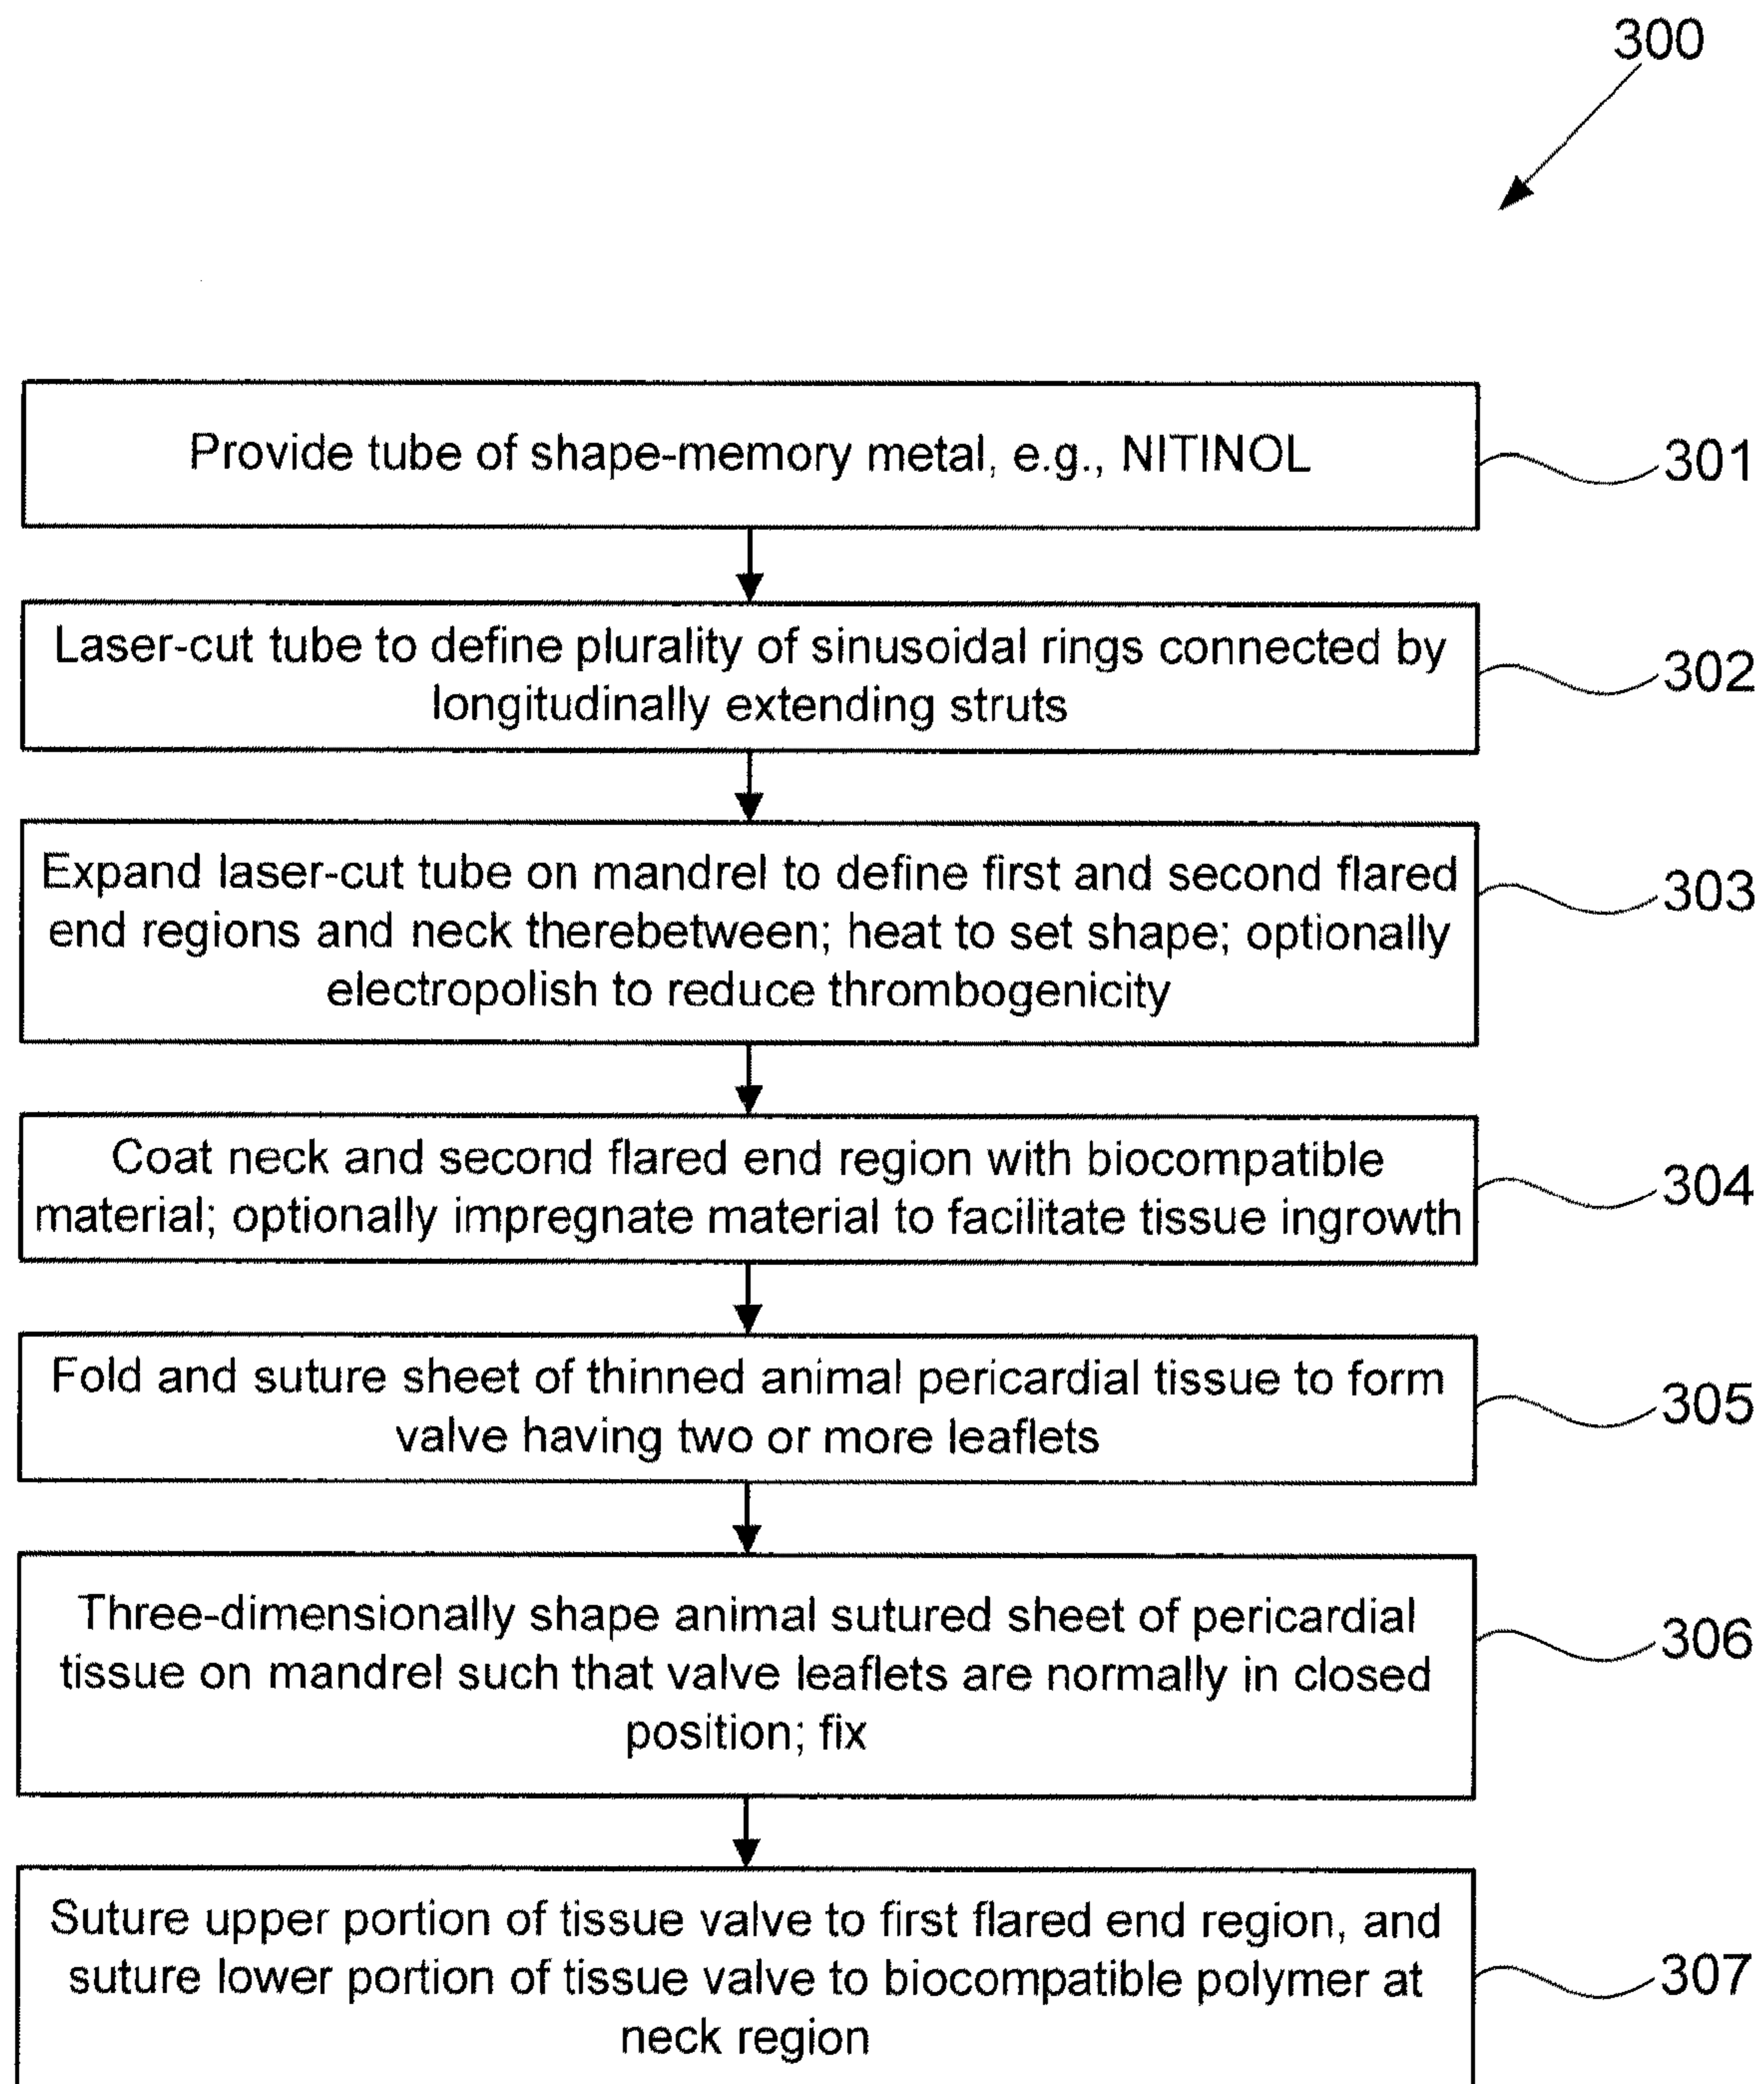 300
Provide tube of shape-memory metal, e.g., NITINOL
301
Laser-cut tube to define plurality of sinusoidal rings connected by
longitudinally extending struts
302
Expand laser-cut tube on mandrel to define first and second flared
end regions and neck therebetween; heat to set shape; optionally
electropolish to reduce thrombogenicity
303
Coat neck and second flared end region with biocompatible
material; optionally impregnate material to facilitate tissue ingrowth
304
Fold and suture sheet of thinned animal pericardial tissue to form
valve having two or more leaflets
305
Three-dimensionally shape animal sutured sheet of pericardial
tissue on mandrel such that valve leaflets are normally in closed
position; fix
306
Suture upper portion of tissue valve to first flared end region, and
suture lower portion of tissue valve to biocompatible polymer at
neck region
307